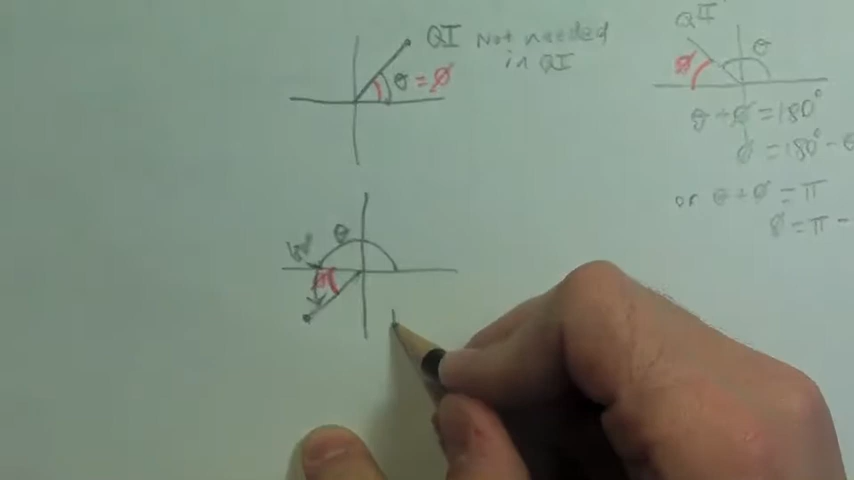 QI Not needed
in QI
θ = ø
QII
ø θ
θ + ø = 180°
ø = 180° - θ
or θ + ø = π
ø = π -
θ
ø